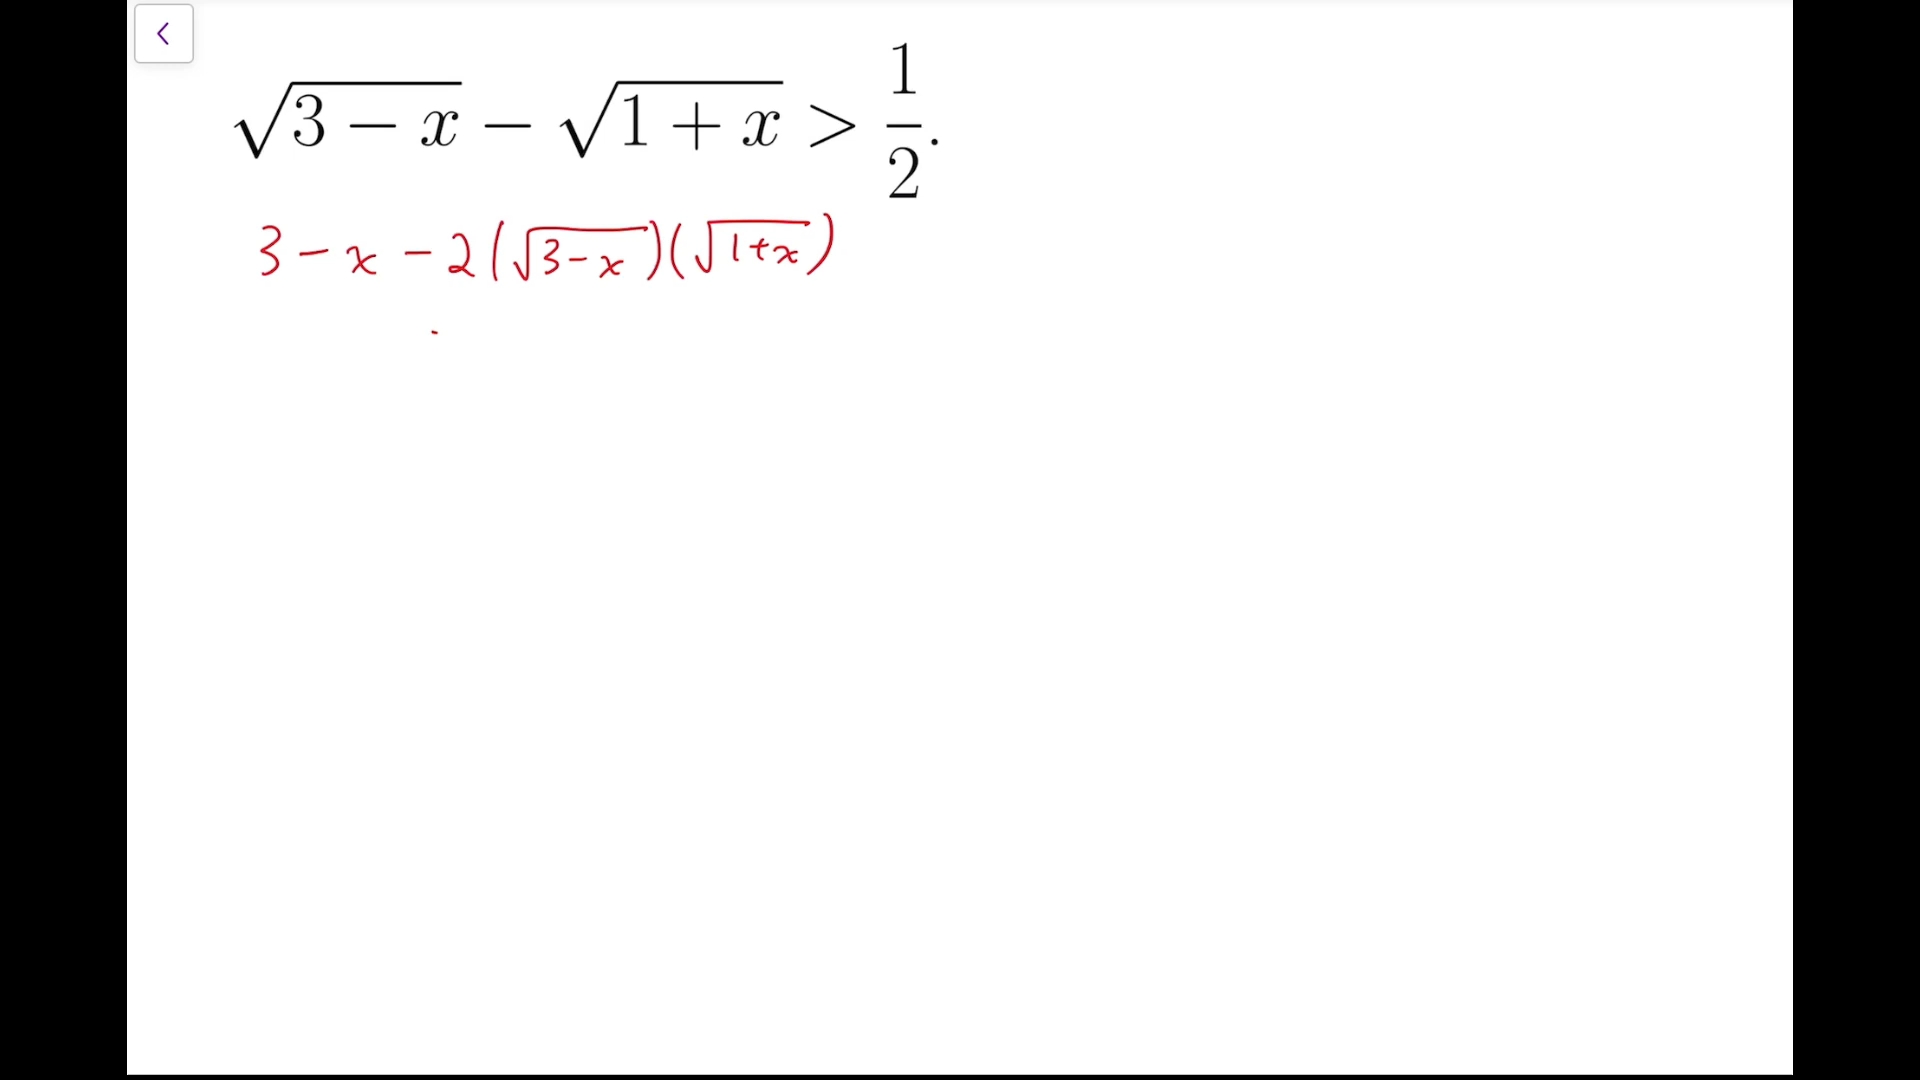 √(3 − x) − √(1 + x) > 1/2.
3 − x − 2(√(3−x))(√(1+x))